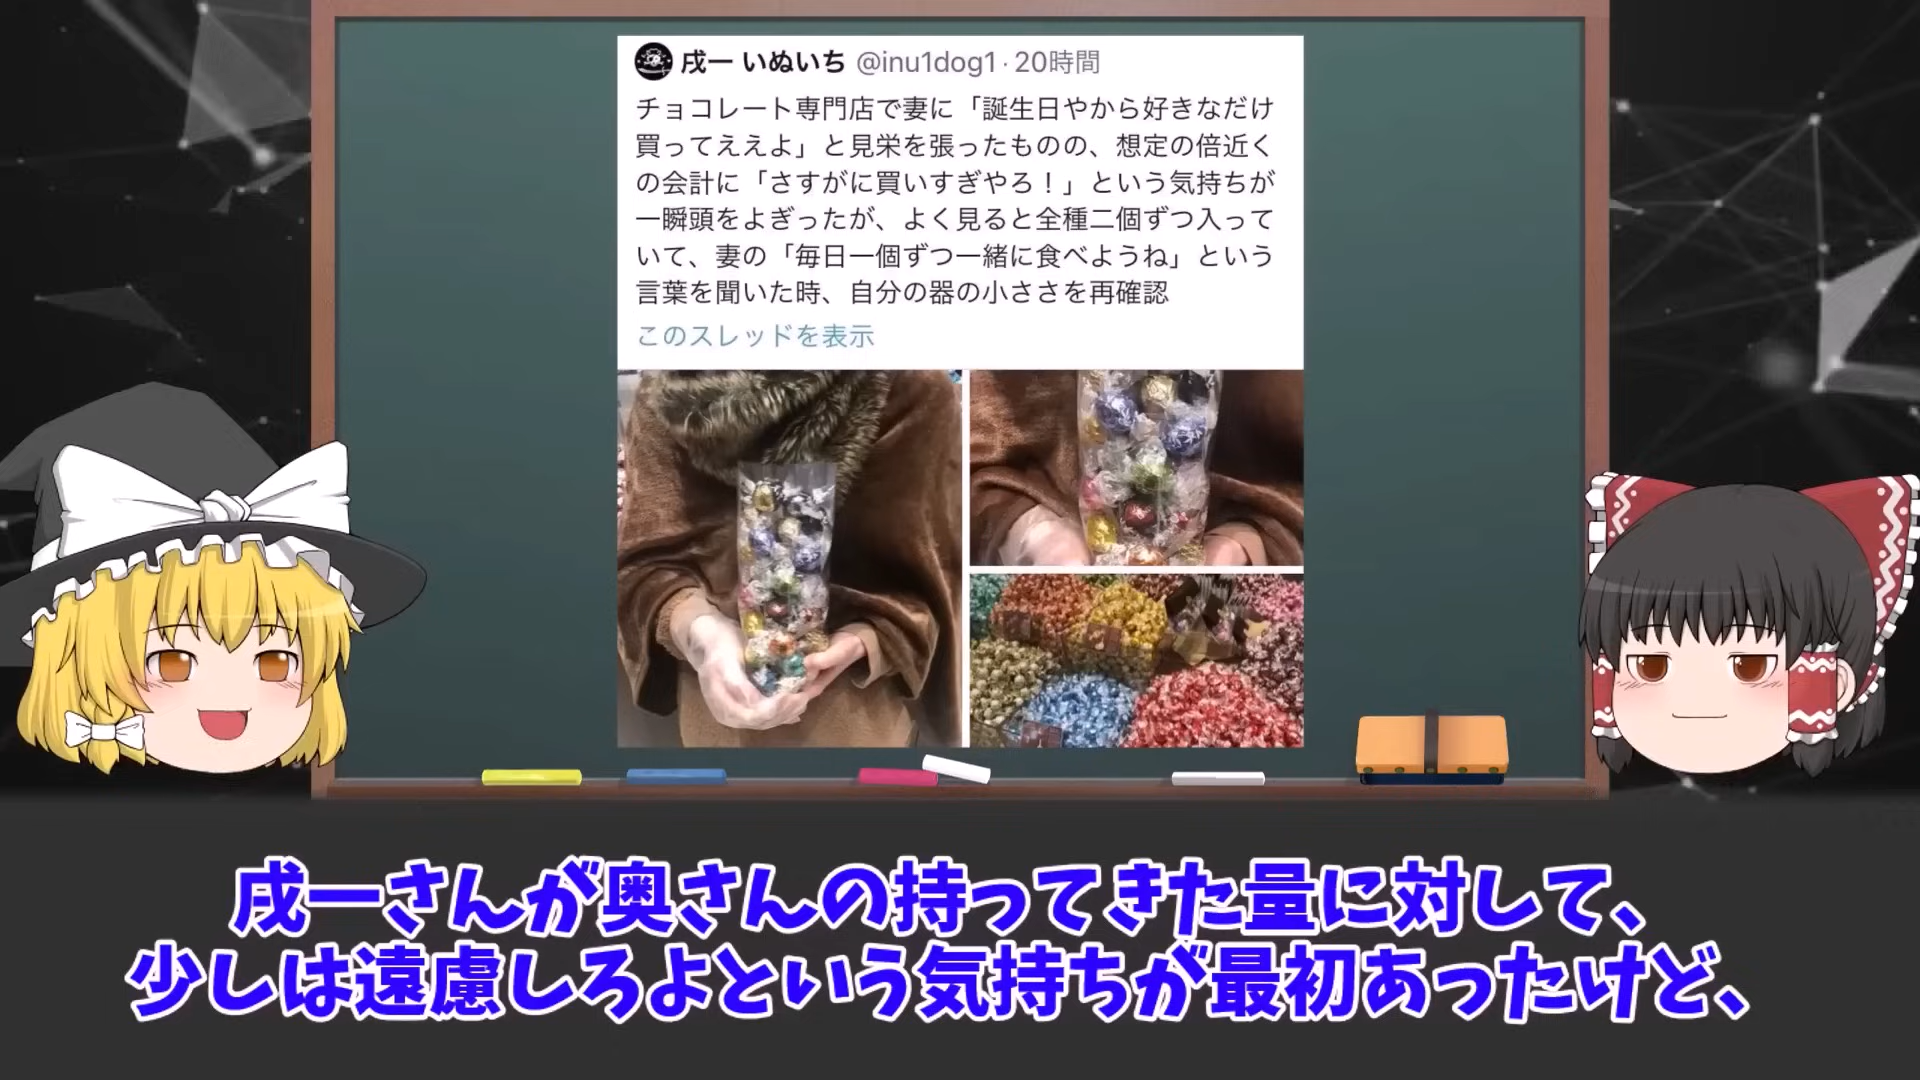 戌一 いぬいち @inu1dog1・20時間
チョコレート専門店で妻に「誕生日やから好きなだけ
買ってええよ」と見栄を張ったものの、想定の倍近く
の会計に「さすがに買いすぎやろ！」という気持ちが
一瞬頭をよぎったが、よく見ると全種二個ずつ入って
いて、妻の「毎日一個ずつ一緒に食べようね」という
言葉を聞いた時、自分の器の小ささを再確認
このスレッドを表示
戌一さんが奥さんの持ってきた量に対して、
少しは遠慮しろよという気持ちが最初あったけど、